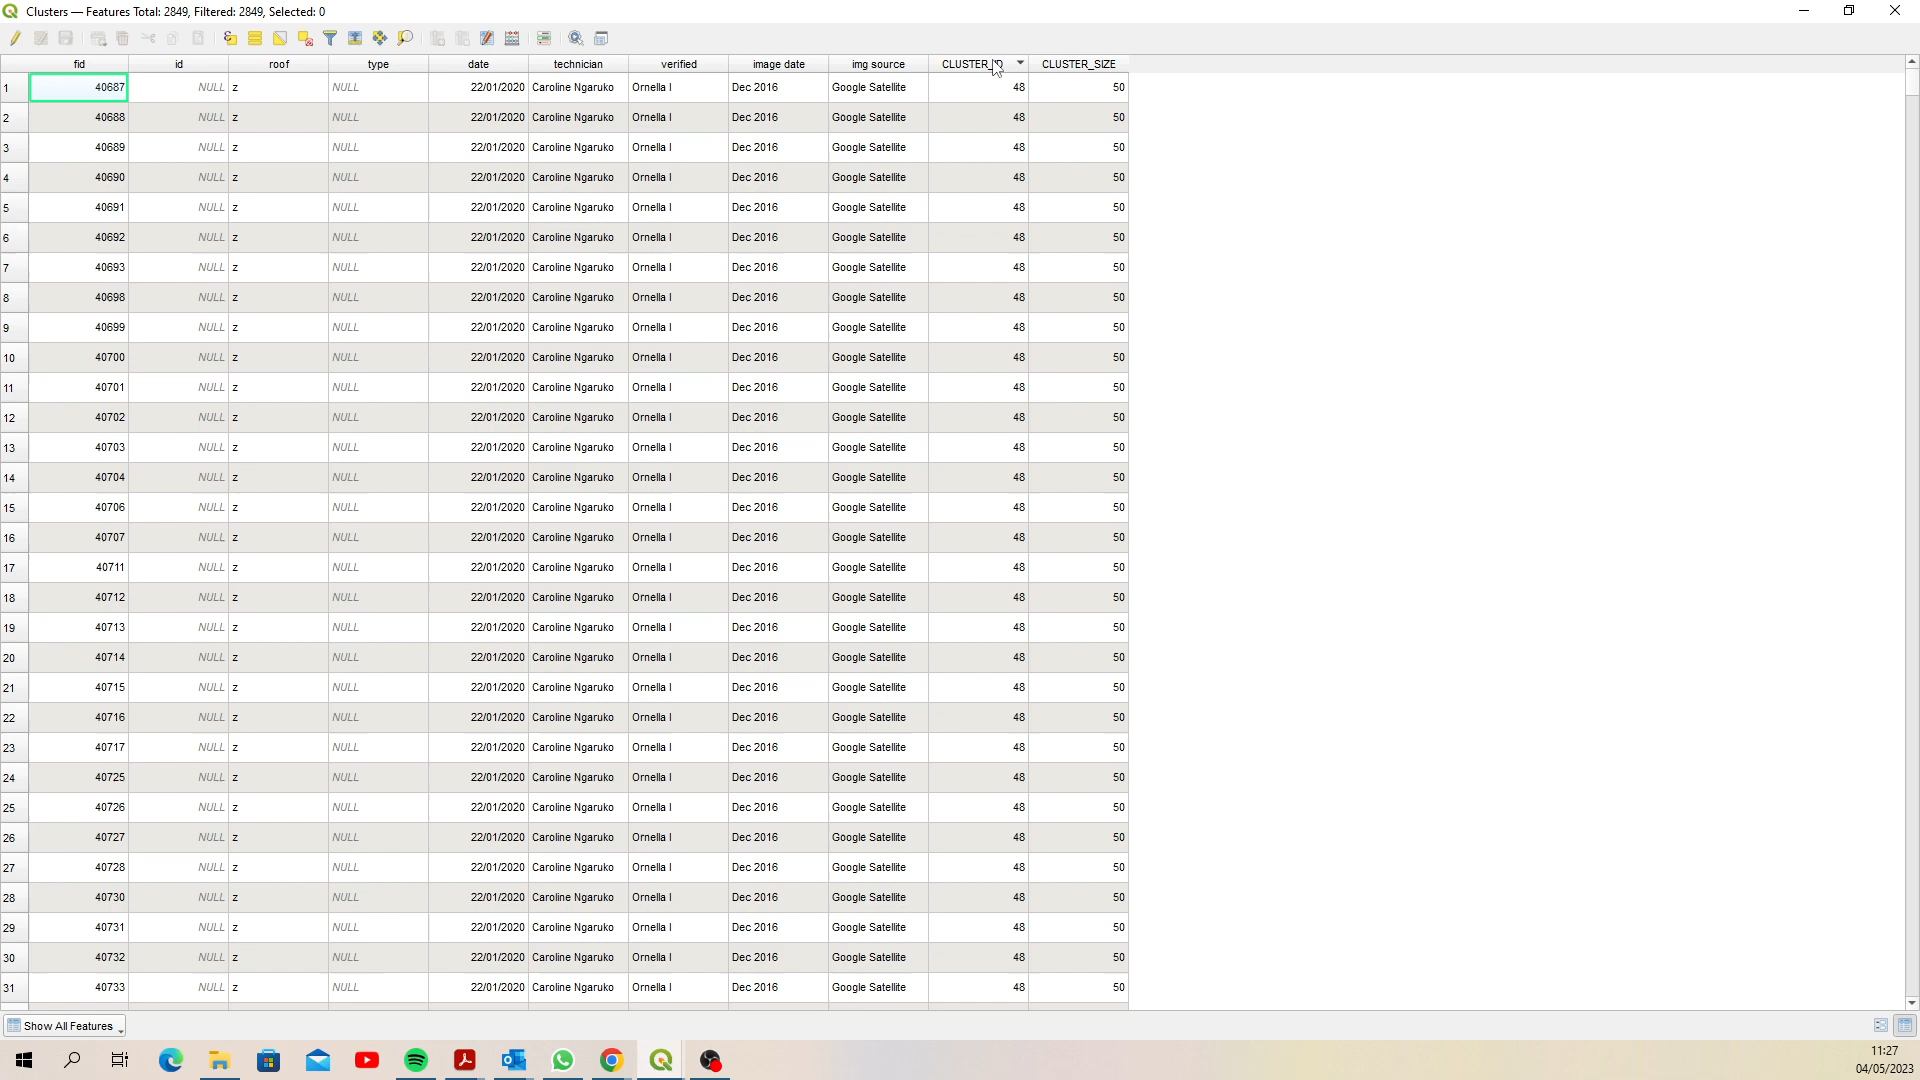 Clusters — Features Total: 2849, Filtered: 2849, Selected: 0
fid id roof type date technician verified image date img source CLUSTER_ID CLUSTER_SIZE
1 40687 NULL z NULL 22/01/2020 Caroline Ngaruko Ornella I Dec 2016 Google Satellite 48 50
2 40688 NULL z NULL 22/01/2020 Caroline Ngaruko Ornella I Dec 2016 Google Satellite 48 50
3 40689 NULL z NULL 22/01/2020 Caroline Ngaruko Ornella I Dec 2016 Google Satellite 48 50
4 40690 NULL z NULL 22/01/2020 Caroline Ngaruko Ornella I Dec 2016 Google Satellite 48 50
5 40691 NULL z NULL 22/01/2020 Caroline Ngaruko Ornella I Dec 2016 Google Satellite 48 50
6 40692 NULL z NULL 22/01/2020 Caroline Ngaruko Ornella I Dec 2016 Google Satellite 48 50
7 40693 NULL z NULL 22/01/2020 Caroline Ngaruko Ornella I Dec 2016 Google Satellite 48 50
8 40698 NULL z NULL 22/01/2020 Caroline Ngaruko Ornella I Dec 2016 Google Satellite 48 50
9 40699 NULL z NULL 22/01/2020 Caroline Ngaruko Ornella I Dec 2016 Google Satellite 48 50
10 40700 NULL z NULL 22/01/2020 Caroline Ngaruko Ornella I Dec 2016 Google Satellite 48 50
11 40701 NULL z NULL 22/01/2020 Caroline Ngaruko Ornella I Dec 2016 Google Satellite 48 50
12 40702 NULL z NULL 22/01/2020 Caroline Ngaruko Ornella I Dec 2016 Google Satellite 48 50
13 40703 NULL z NULL 22/01/2020 Caroline Ngaruko Ornella I Dec 2016 Google Satellite 48 50
14 40704 NULL z NULL 22/01/2020 Caroline Ngaruko Ornella I Dec 2016 Google Satellite 48 50
15 40706 NULL z NULL 22/01/2020 Caroline Ngaruko Ornella I Dec 2016 Google Satellite 48 50
16 40707 NULL z NULL 22/01/2020 Caroline Ngaruko Ornella I Dec 2016 Google Satellite 48 50
17 40711 NULL z NULL 22/01/2020 Caroline Ngaruko Ornella I Dec 2016 Google Satellite 48 50
18 40712 NULL z NULL 22/01/2020 Caroline Ngaruko Ornella I Dec 2016 Google Satellite 48 50
19 40713 NULL z NULL 22/01/2020 Caroline Ngaruko Ornella I Dec 2016 Google Satellite 48 50
20 40714 NULL z NULL 22/01/2020 Caroline Ngaruko Ornella I Dec 2016 Google Satellite 48 50
21 40715 NULL z NULL 22/01/2020 Caroline Ngaruko Ornella I Dec 2016 Google Satellite 48 50
22 40716 NULL z NULL 22/01/2020 Caroline Ngaruko Ornella I Dec 2016 Google Satellite 48 50
23 40717 NULL z NULL 22/01/2020 Caroline Ngaruko Ornella I Dec 2016 Google Satellite 48 50
24 40725 NULL z NULL 22/01/2020 Caroline Ngaruko Ornella I Dec 2016 Google Satellite 48 50
25 40726 NULL z NULL 22/01/2020 Caroline Ngaruko Ornella I Dec 2016 Google Satellite 48 50
26 40727 NULL z NULL 22/01/2020 Caroline Ngaruko Ornella I Dec 2016 Google Satellite 48 50
27 40728 NULL z NULL 22/01/2020 Caroline Ngaruko Ornella I Dec 2016 Google Satellite 48 50
28 40730 NULL z NULL 22/01/2020 Caroline Ngaruko Ornella I Dec 2016 Google Satellite 48 50
29 40731 NULL z NULL 22/01/2020 Caroline Ngaruko Ornella I Dec 2016 Google Satellite 48 50
30 40732 NULL z NULL 22/01/2020 Caroline Ngaruko Ornella I Dec 2016 Google Satellite 48 50
31 40733 NULL z NULL 22/01/2020 Caroline Ngaruko Ornella I Dec 2016 Google Satellite 48 50
Show All Features
11:27
04/05/2023